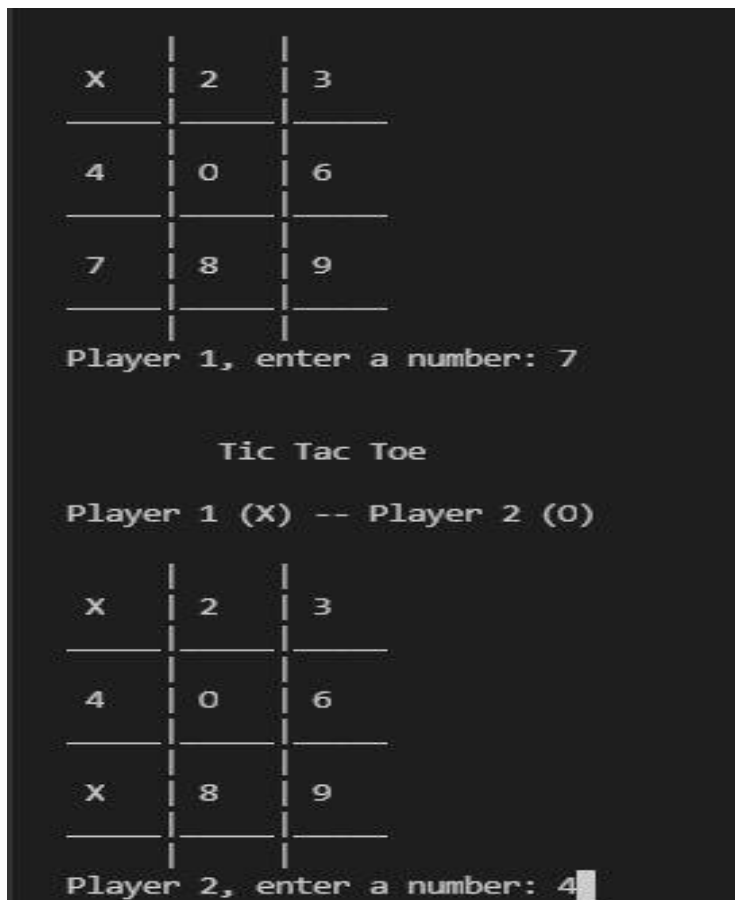 X | 2 | 3
4 | O | 6
7 | 8 | 9
Player 1, enter a number: 7
Tic Tac Toe
Player 1 (X) -- Player 2 (O)
X | 2 | 3
4 | O | 6
X | 8 | 9
Player 2, enter a number: 4